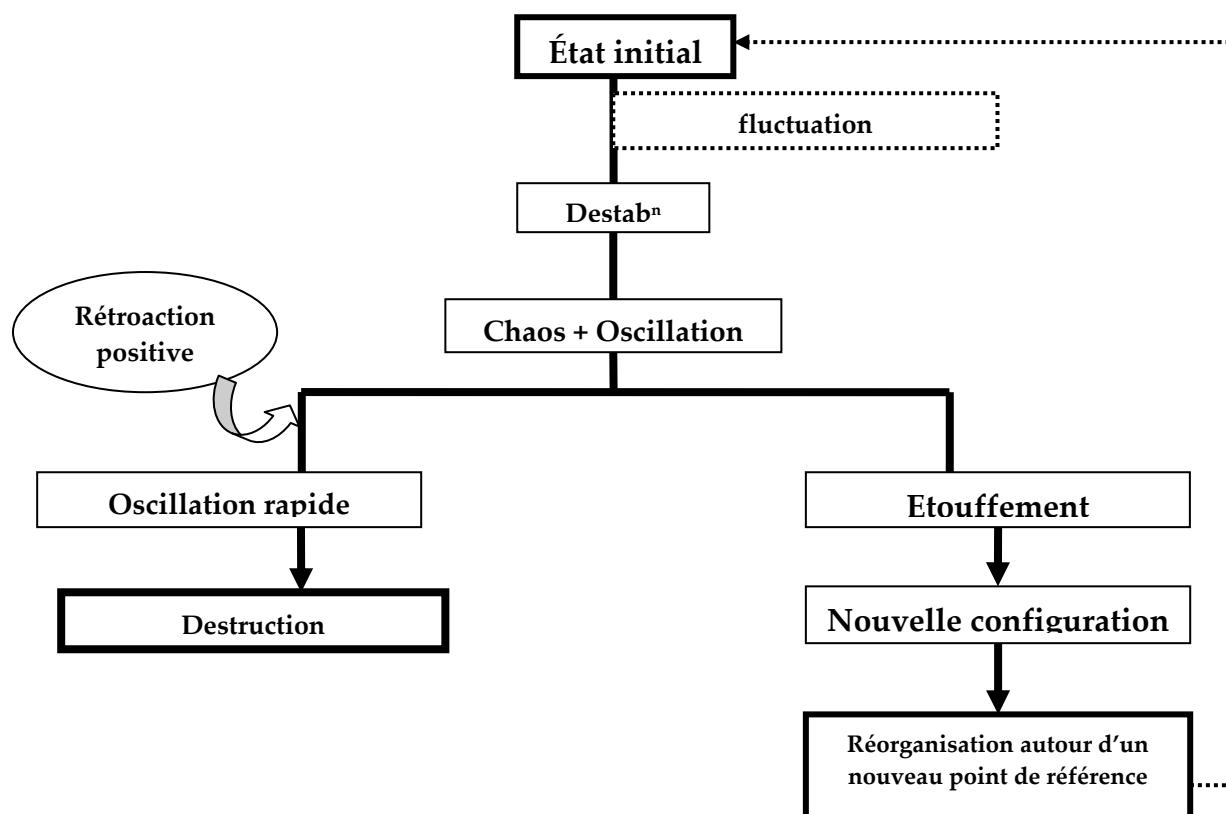 État initial
fluctuation
Destabⁿ
Chaos + Oscillation
Rétroaction
positive
Oscillation rapide
Etouffement
Destruction
Nouvelle configuration
Réorganisation autour d’un
nouveau point de référence